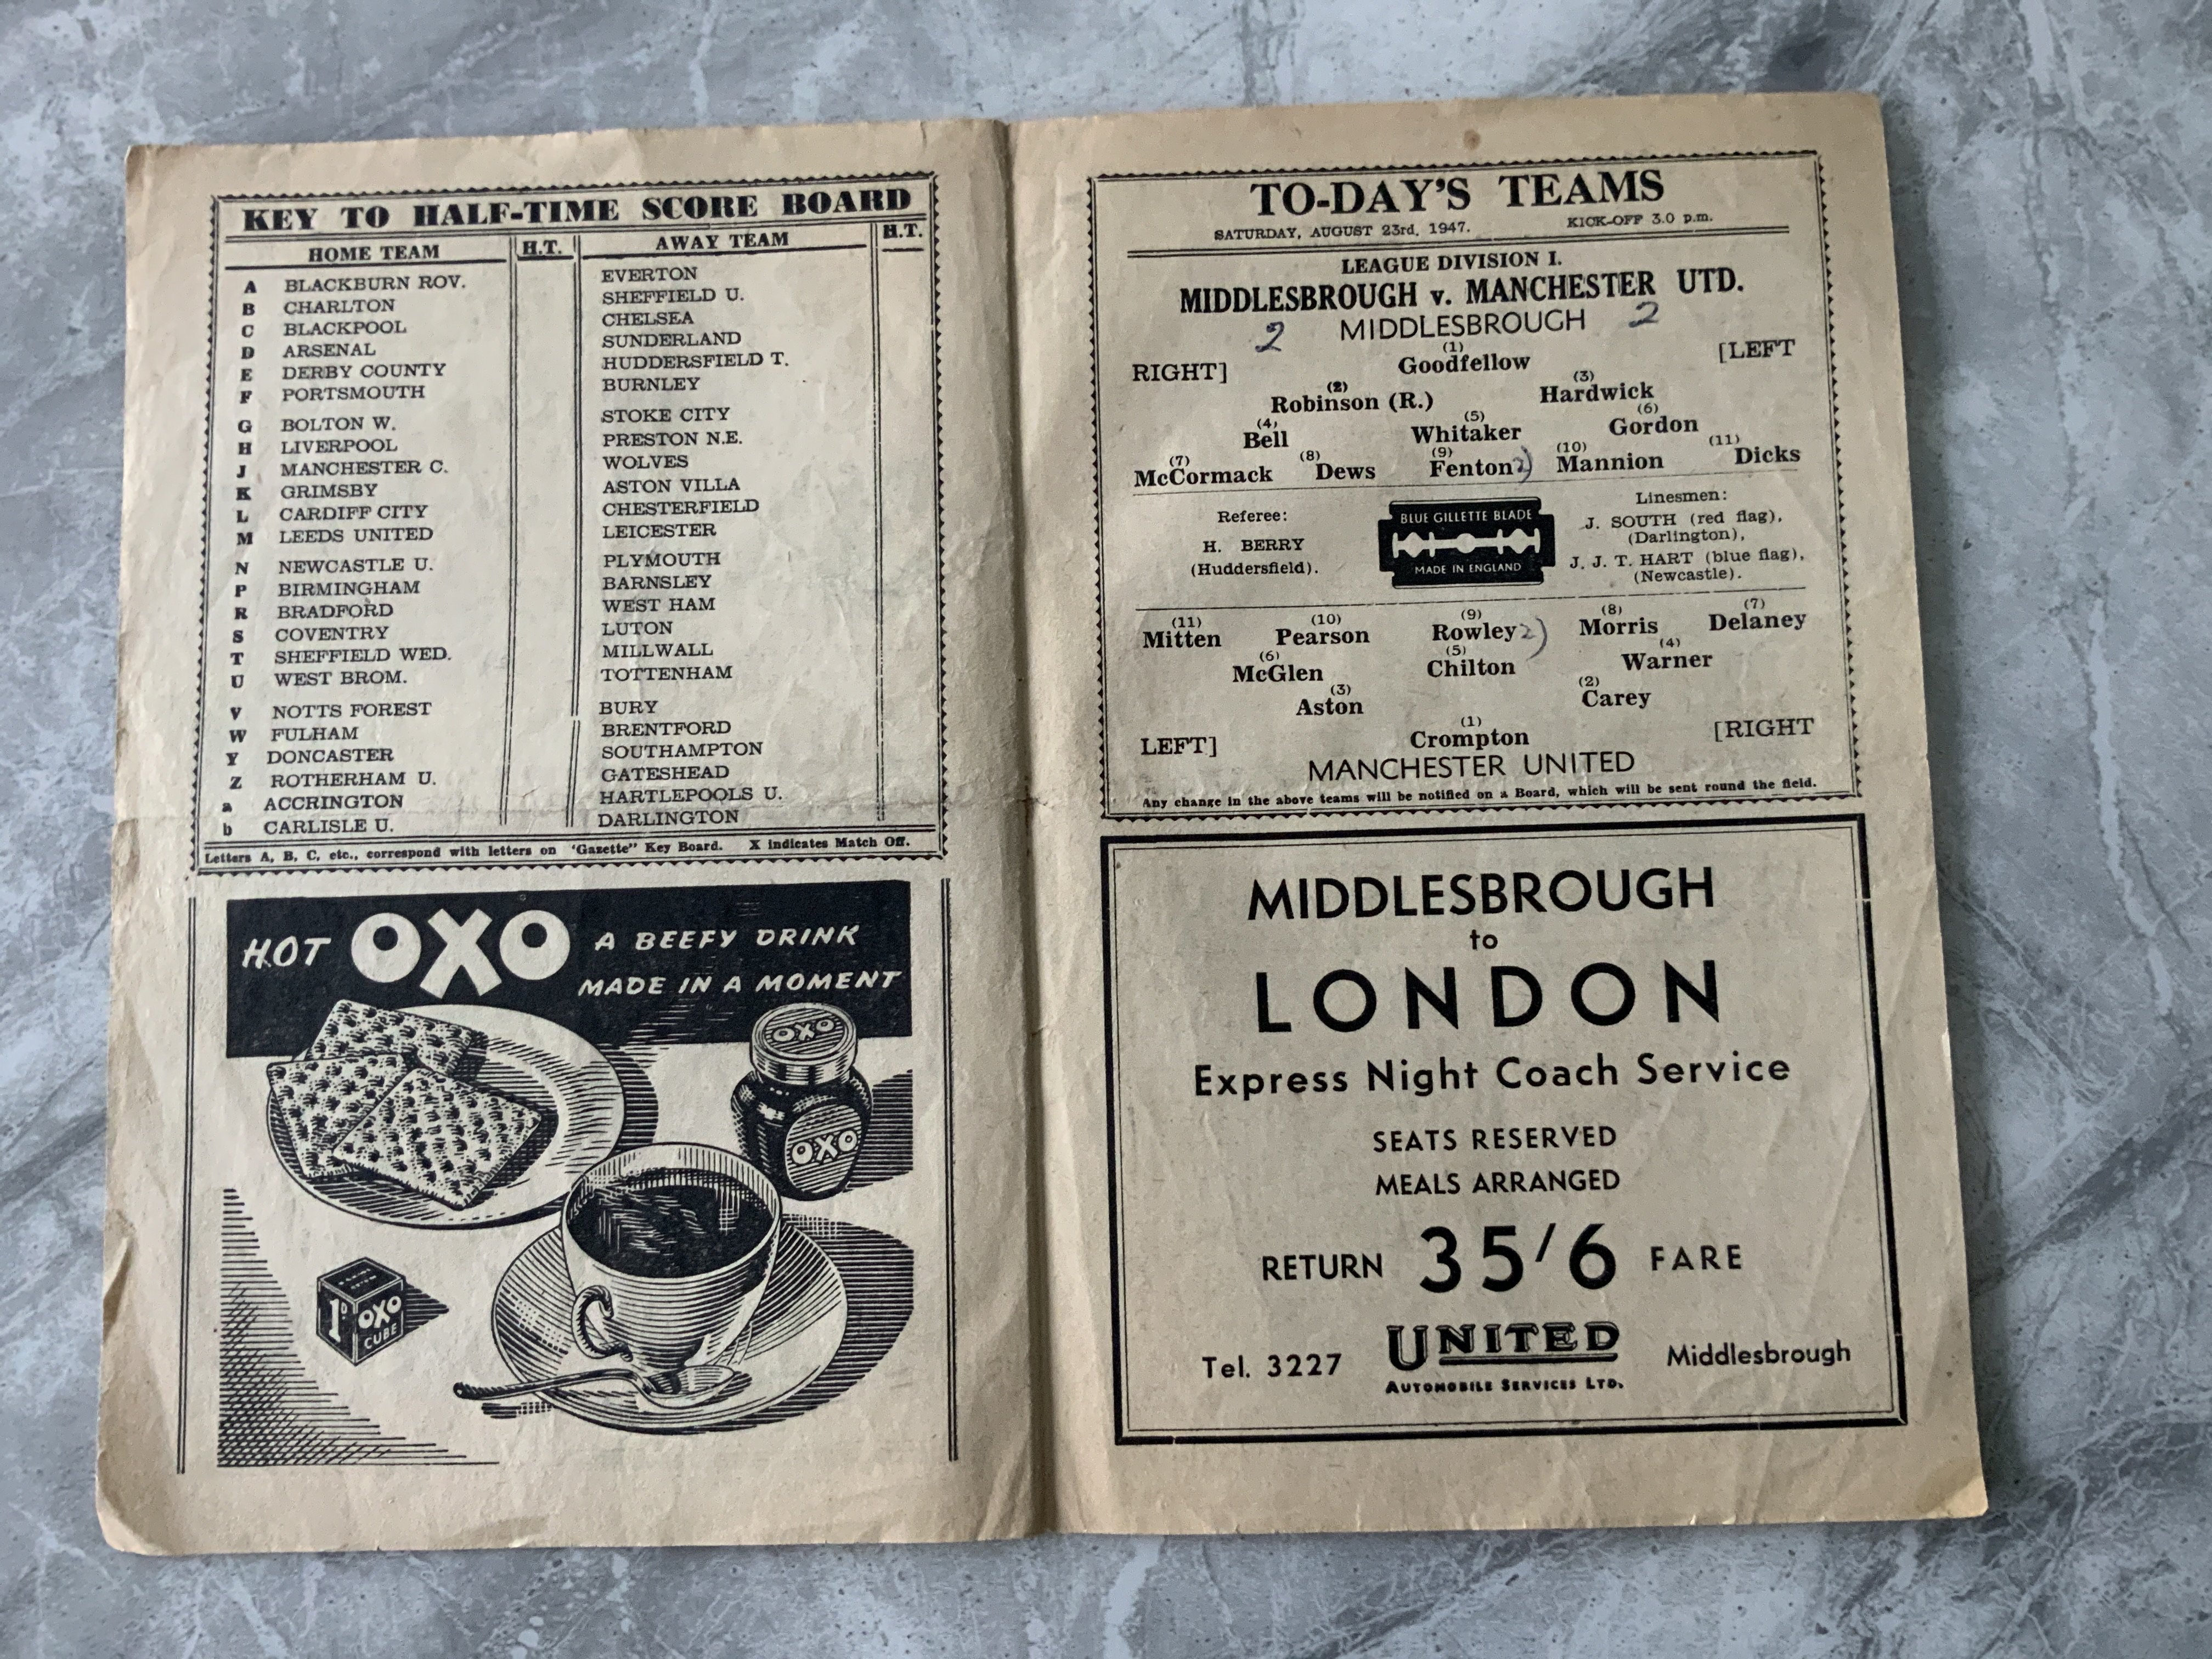 KEY TO HALF-TIME SCORE BOARD
HOME TEAM H.T. AWAY TEAM H.T.
A BLACKBURN ROV. EVERTON
B CHARLTON SHEFFIELD U.
C BLACKPOOL CHELSEA
D ARSENAL SUNDERLAND
E DERBY COUNTY HUDDERSFIELD T.
F PORTSMOUTH BURNLEY
G BOLTON W. STOKE CITY
H LIVERPOOL PRESTON N.E.
J MANCHESTER C. WOLVES
K GRIMSBY ASTON VILLA
L CARDIFF CITY CHESTERFIELD
M LEEDS UNITED LEICESTER
N NEWCASTLE U. PLYMOUTH
P BIRMINGHAM BARNSLEY
R BRADFORD WEST HAM
S COVENTRY LUTON
T SHEFFIELD WED. MILLWALL
U WEST BROM. TOTTENHAM
V NOTTS FOREST BURY
W FULHAM BRENTFORD
Y DONCASTER SOUTHAMPTON
Z ROTHERHAM U. GATESHEAD
a ACCRINGTON HARTLEPOOLS U.
b CARLISLE U. DARLINGTON
Letters A, B, C, etc., correspond with letters on 'Gazette" Key Board. X indicates Match Off.
HOT OXO A BEEFY DRINK
MADE IN A MOMENT
OXO
OXO
1D OXO
CUBE
TO-DAY'S TEAMS
SATURDAY, AUGUST 23rd, 1947. KICK-OFF 3.0 p.m.
LEAGUE DIVISION I.
MIDDLESBROUGH v. MANCHESTER UTD.
2 MIDDLESBROUGH 2
(1)
RIGHT] Goodfellow [LEFT
(2) (3)
Robinson (R.) Hardwick
(4) (5) (6)
Bell Whitaker Gordon
(7) (8) (9) (10) (11)
McCormack Dews Fenton 2) Mannion Dicks
Referee:
H. BERRY
(Huddersfield).
BLUE GILLETTE BLADE
MADE IN ENGLAND
Linesmen:
J. SOUTH (red flag),
(Darlington),
J. J. T. HART (blue flag),
(Newcastle).
(11) (10) (9) (8) (7)
Mitten Pearson Rowley 2) Morris Delaney
(6) (5) (4)
McGlen Chilton Warner
(3) (2)
Aston Carey
(1)
LEFT] Crompton [RIGHT
MANCHESTER UNITED
Any change in the above teams will be notified on a Board, which will be sent round the field.
MIDDLESBROUGH
to
LONDON
Express Night Coach Service
SEATS RESERVED
MEALS ARRANGED
RETURN 35/6 FARE
Tel. 3227 UNITED Middlesbrough
AUTOMOBILE SERVICES LTD.